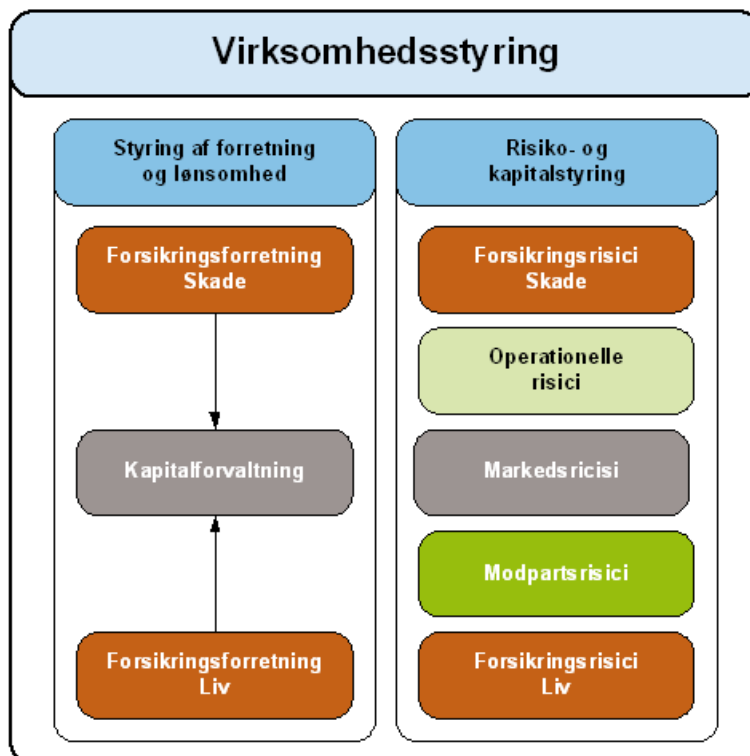 Virksomhedsstyring
Styring af forretning
og lønsomhed
Forsikringsforretning
Skade
Kapitalforvaltning
Forsikringsforretning
Liv
Risiko- og
kapitalstyring
Forsikringsrisici
Skade
Operationelle
risici
Markedsricisi
Modpartsrisici
Forsikringsrisici
Liv